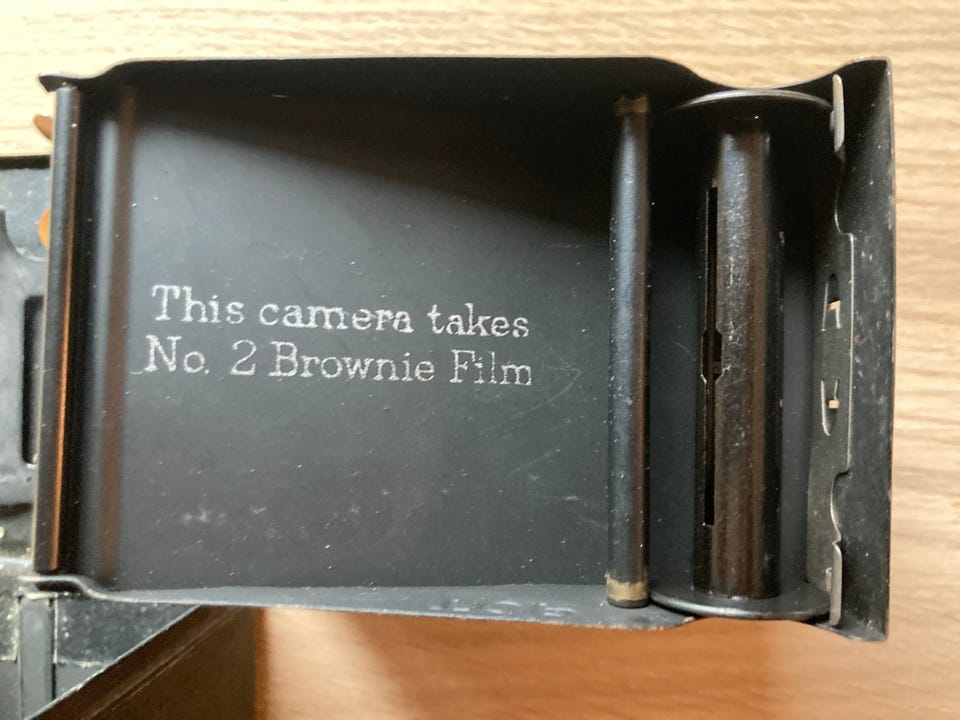 This camera takes
No. 2 Brownie Film